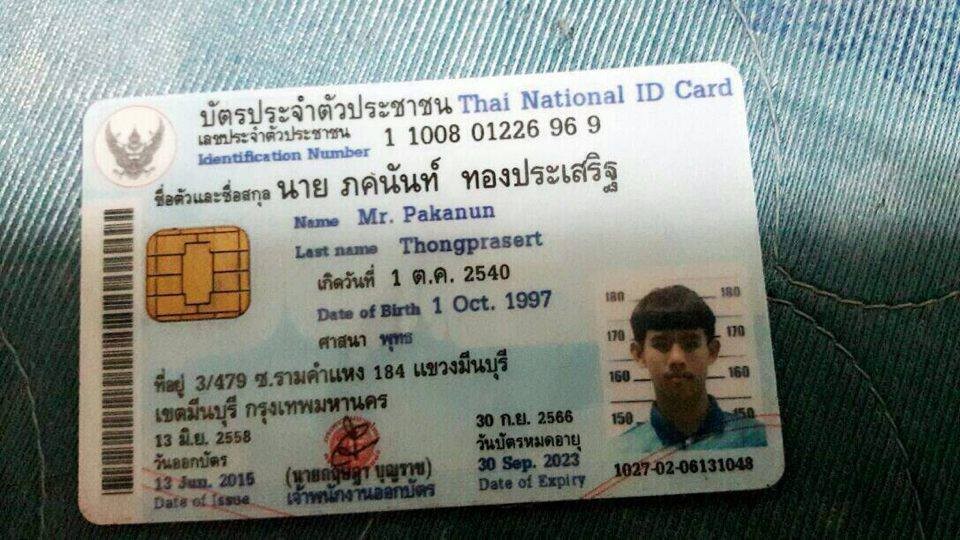 บัตรประจำตัวประชาชน Thai National ID Card
เลขประจำตัวประชาชน
Identification Number
1 1008 01226 96 9
ชื่อตัวและชื่อสกุล นาย ภคนันท์ ทองประเสริฐ
Name Mr. Pakanun
Last name Thongprasert
เกิดวันที่ 1 ต.ค. 2540
Date of Birth 1 Oct. 1997
ศาสนา พุทธ
ที่อยู่ 3/479 ซ.รามคำแหง 184 แขวงมีนบุรี
เขตมีนบุรี กรุงเทพมหานคร
13 มิ.ย. 2558
วันออกบัตร
13 Jun. 2015
Date of Issue
(นายกฤษฎา บุญราช)
เจ้าพนักงานออกบัตร
30 ก.ย. 2566
วันบัตรหมดอายุ
30 Sep. 2023
Date of Expiry
180 180
170 170
160 160
150 150
1027-02-06131048